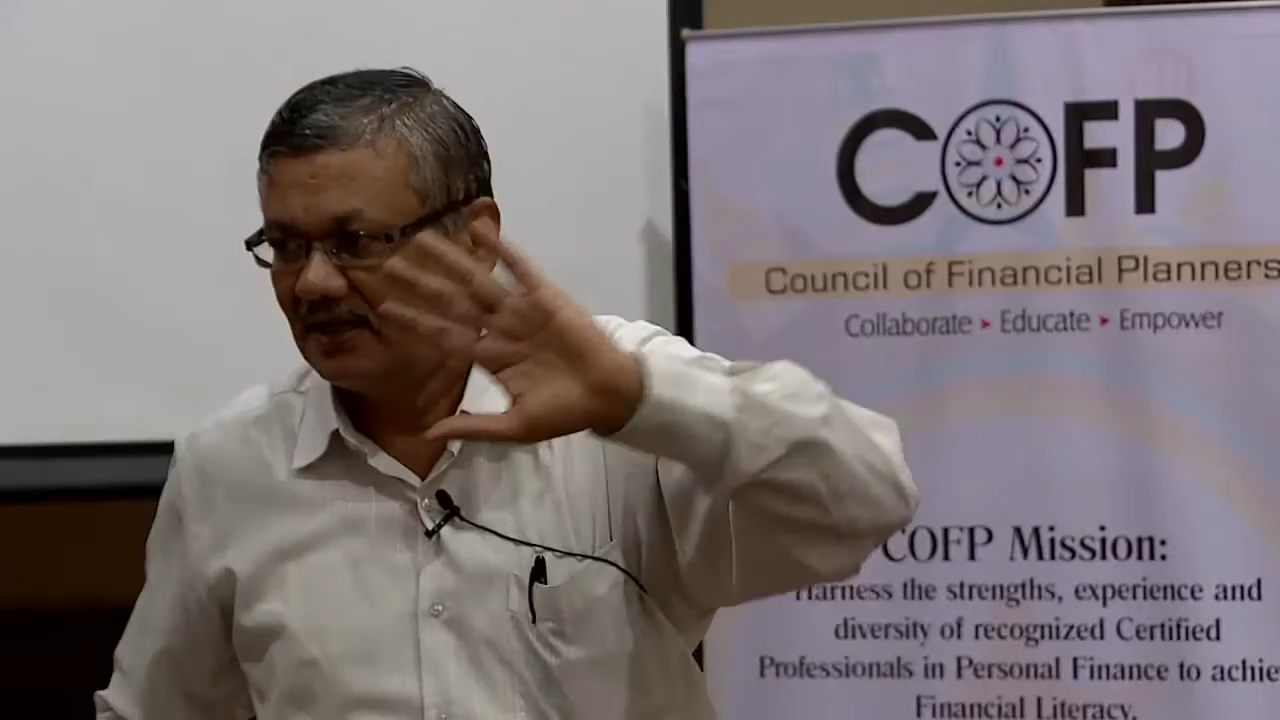 COFP
Council of Financial Planners
Collaborate ▸ Educate ▸ Empower
COFP Mission:
Harness the strengths, experience and
diversity of recognized Certified
Professionals in Personal Finance to
Financial Literacy.